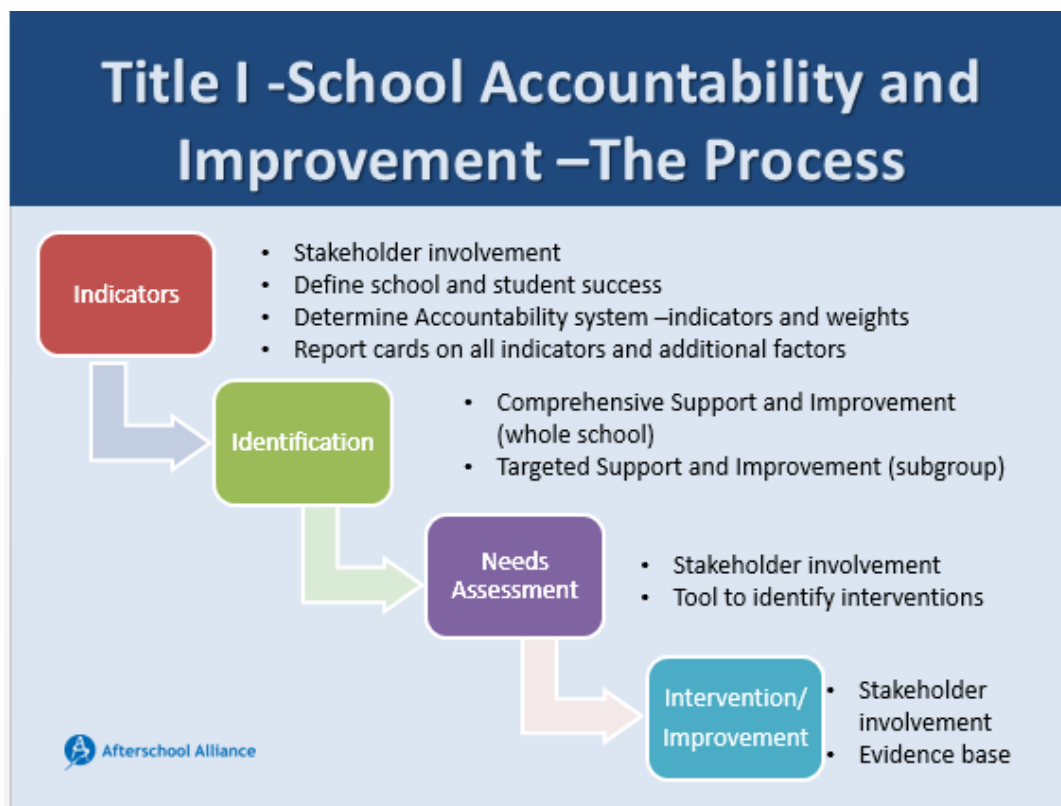 Title I -School Accountability and
Improvement –The Process
Indicators
• Stakeholder involvement
• Define school and student success
• Determine Accountability system –indicators and weights
• Report cards on all indicators and additional factors
Identification
• Comprehensive Support and Improvement
(whole school)
• Targeted Support and Improvement (subgroup)
Needs
Assessment
• Stakeholder involvement
• Tool to identify interventions
Intervention/
Improvement
• Stakeholder
involvement
• Evidence base
Afterschool Alliance